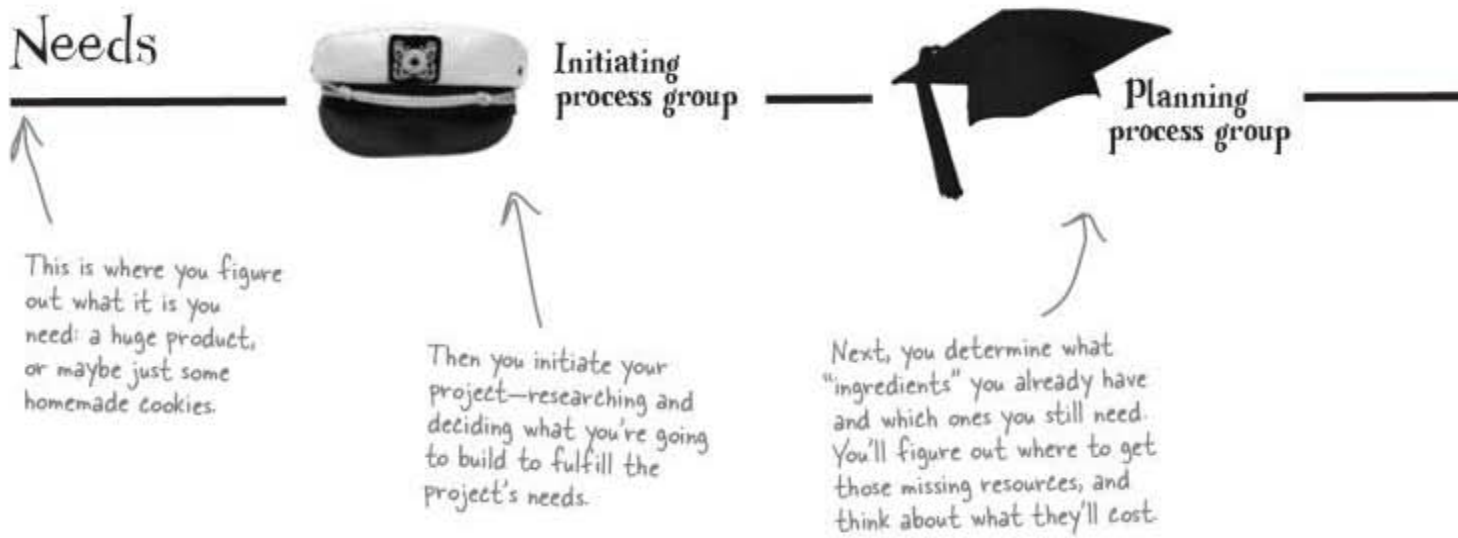 Needs
Initiating
process group
Planning
process group
This is where you figure
out what it is you
need: a huge product,
or maybe just some
homemade cookies.
Then you initiate your
project—researching and
deciding what you're going
to build to fulfill the
project's needs.
Next, you determine what
"ingredients" you already have
and which ones you still need.
You'll figure out where to get
those missing resources, and
think about what they'll cost.